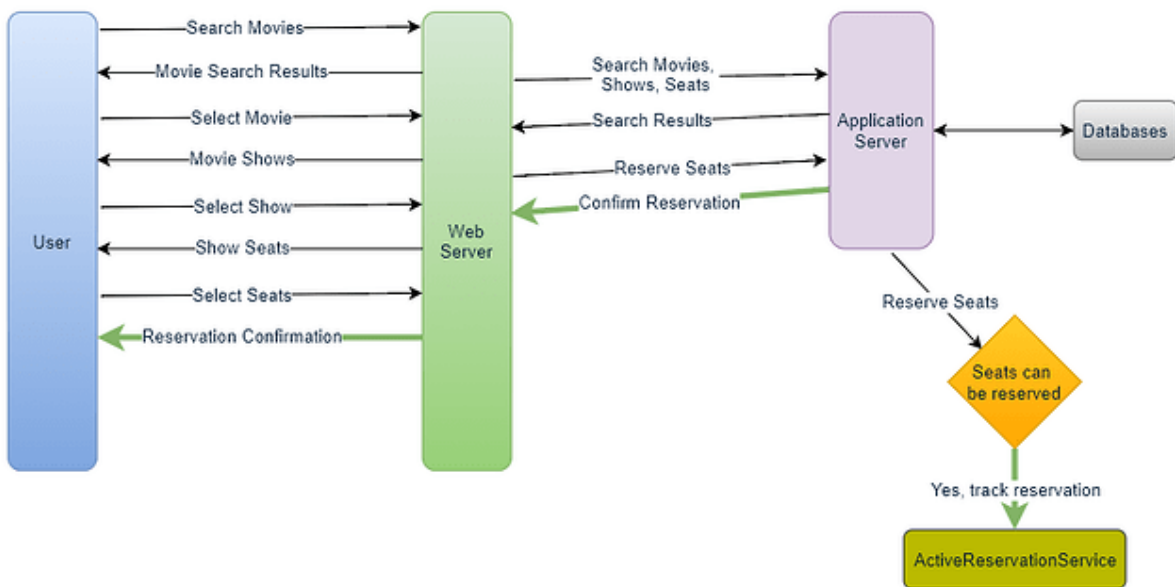 Search Movies
Movie Search Results
Select Movie
Movie Shows
Select Show
Show Seats
Select Seats
Reservation Confirmation
User
Web
Server
Search Movies,
Shows, Seats
Search Results
Reserve Seats
Confirm Reservation
Application
Server
Databases
Reserve Seats
Seats can
be reserved
Yes, track reservation
ActiveReservationService